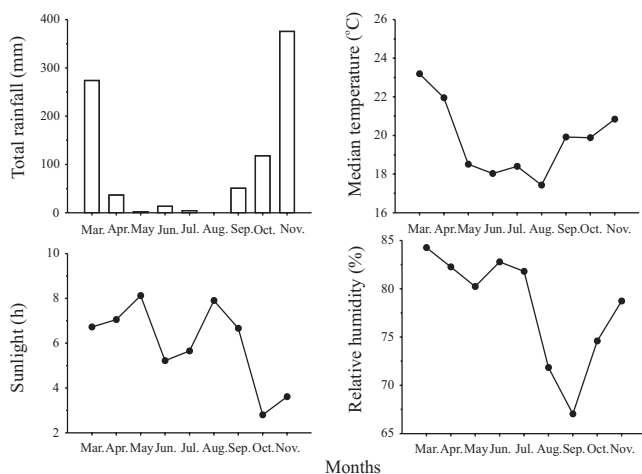 Total rainfall (mm)
400
300
200
100
0
Mar. Apr. May Jun. Jul. Aug. Sep. Oct. Nov.
Median temperature (°C)
24
22
20
18
16
Mar. Apr. May Jun. Jul. Aug. Sep. Oct. Nov.
Sunlight (h)
10
8
6
4
2
Mar. Apr. May Jun. Jul. Aug. Sep. Oct. Nov.
Relative humidity (%)
85
80
75
70
65
Mar. Apr. May Jun. Jul. Aug. Sep. Oct. Nov.
Months